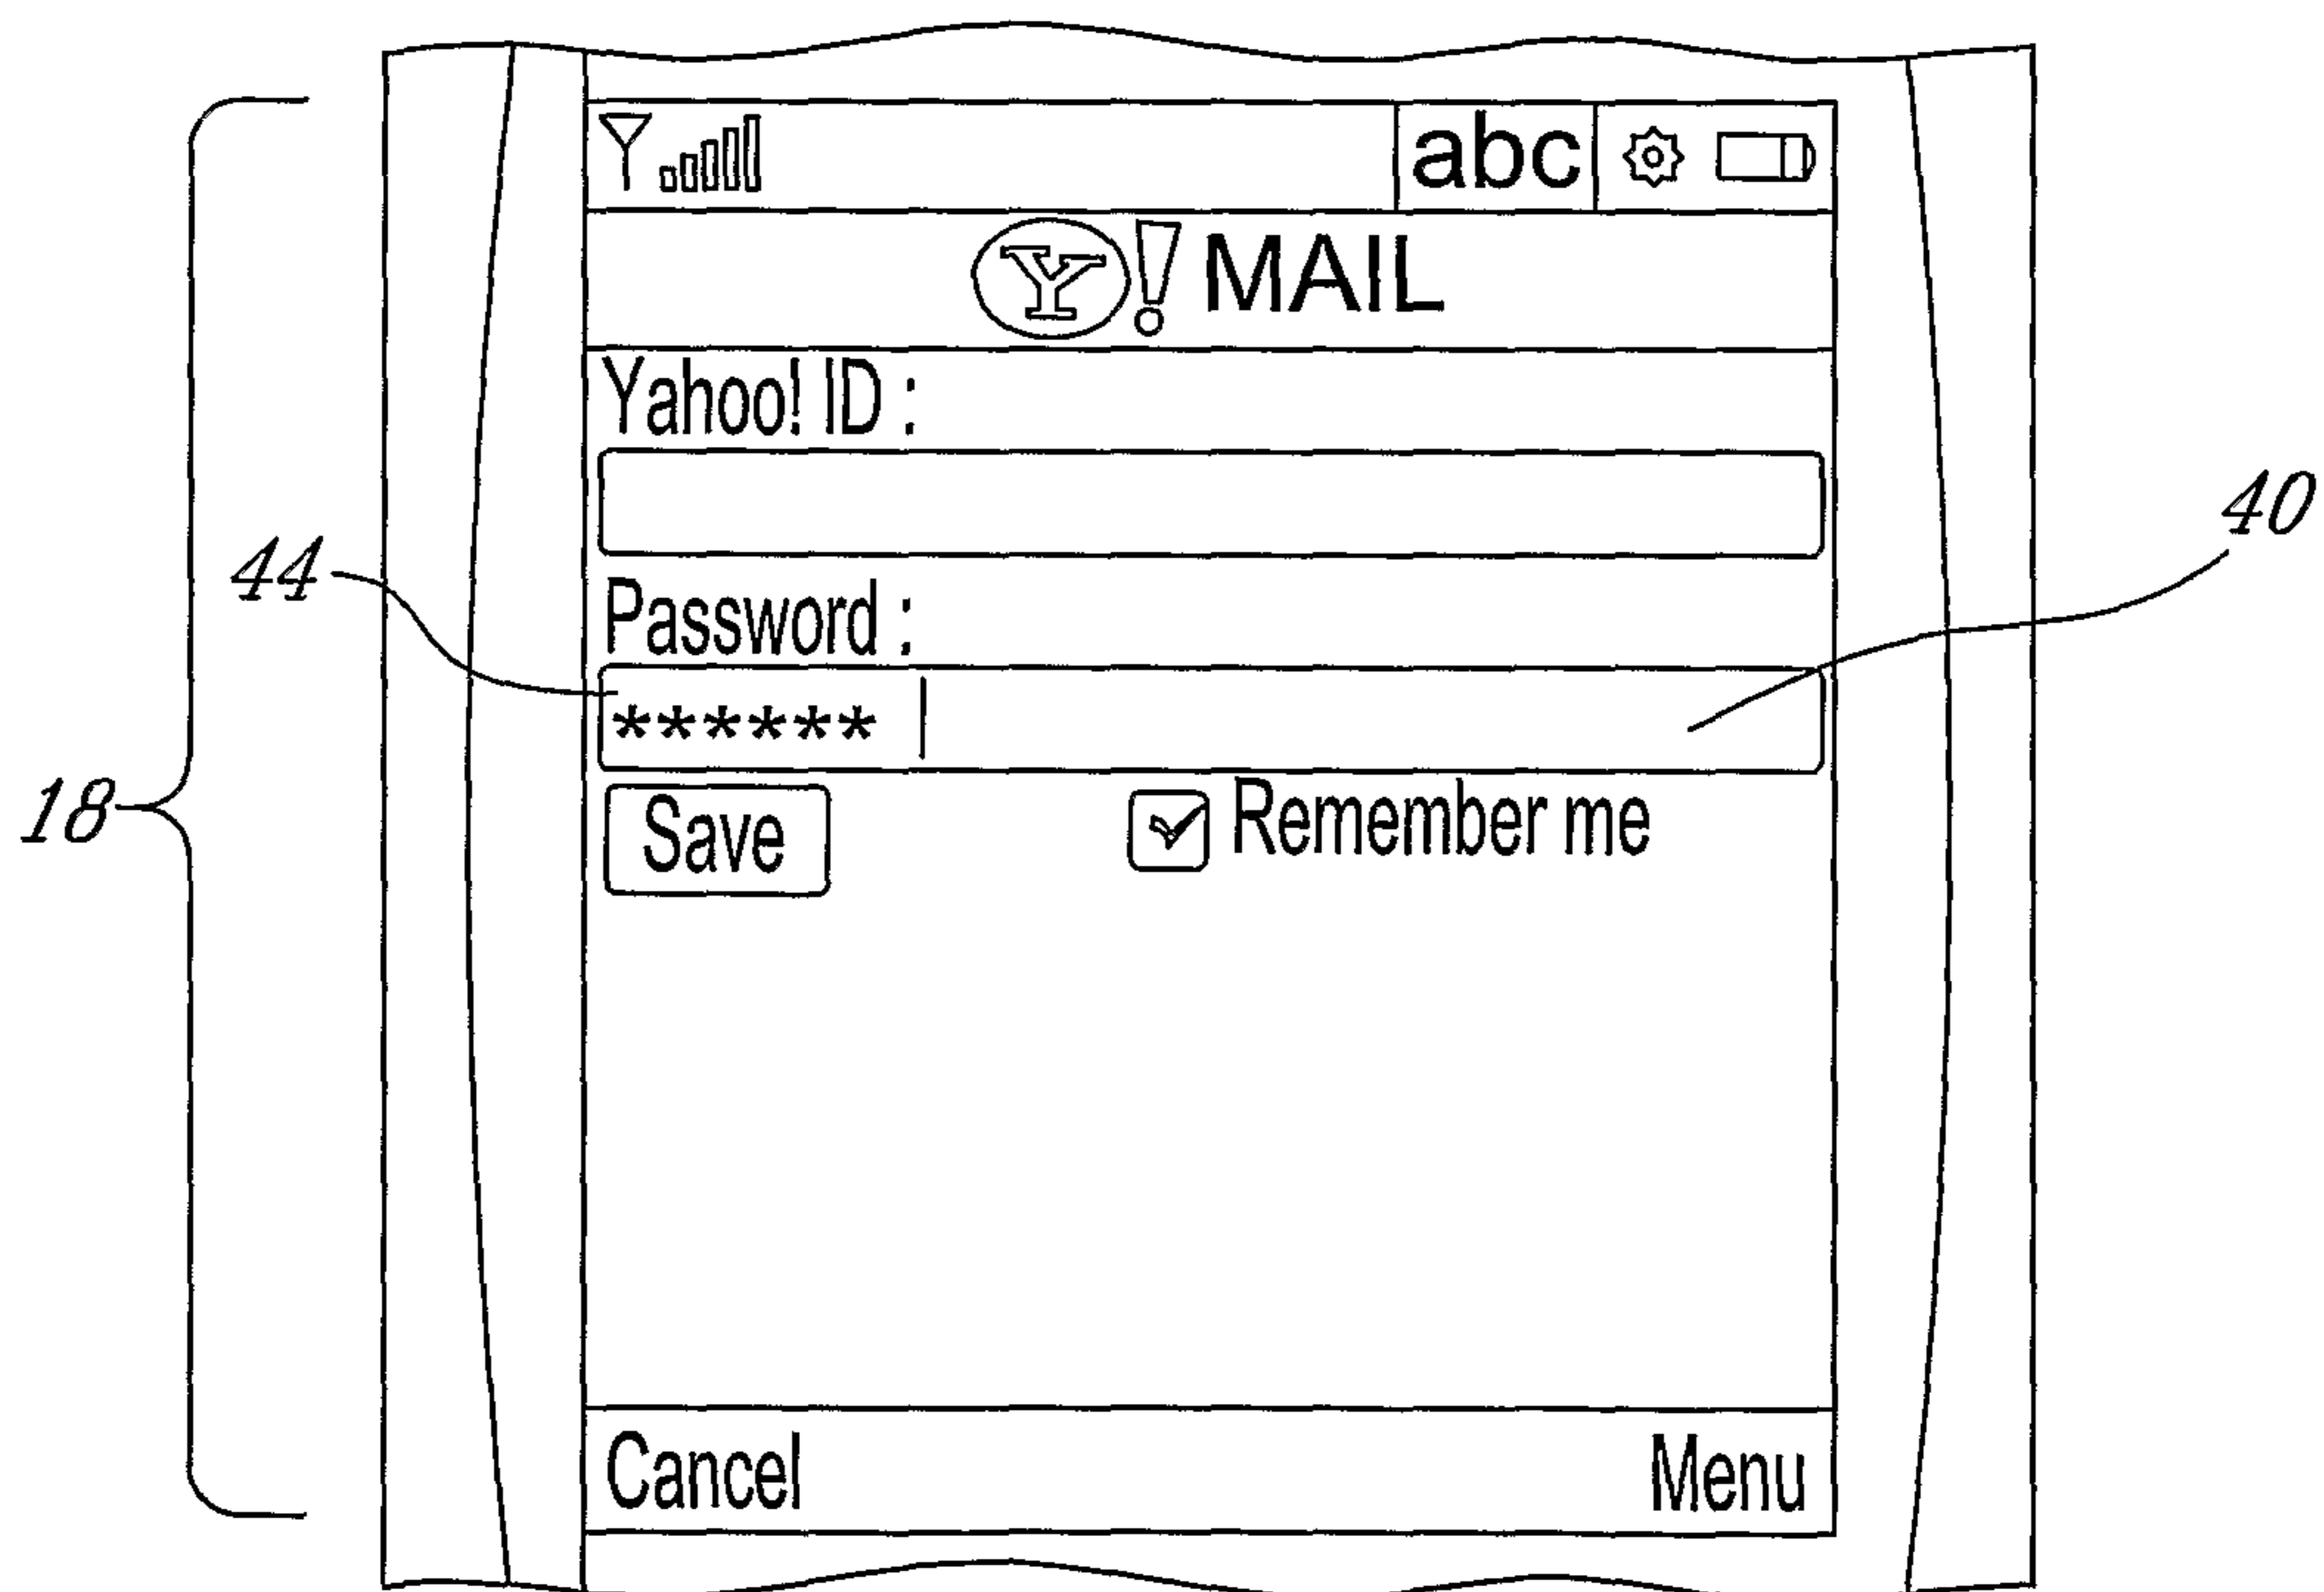 abc
Y! MAIL
Yahoo! ID :
40
44
Password :
******
18
Save Remember me
Cancel Menu